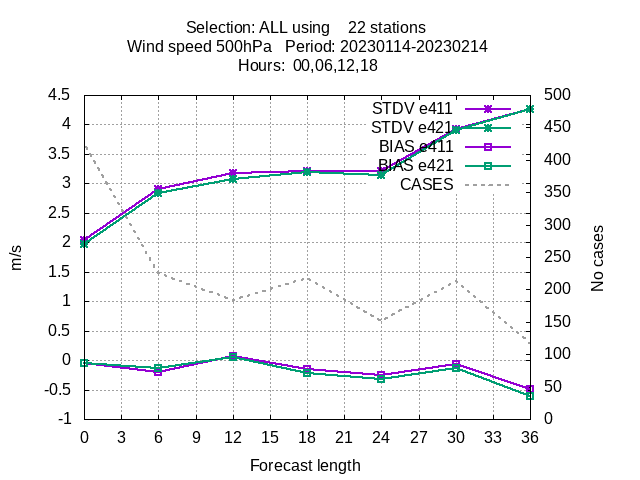 Selection: ALL using    22 stations
Wind speed 500hPa   Period: 20230114-20230214
Hours:  00,06,12,18
4.5
4
3.5
3
2.5
2
1.5
1
0.5
0
-0.5
-1
m/s
STDV e411
STDV e421
BIAS e411
BIAS e421
CASES
500
450
400
350
300
250
200
150
100
50
0
No cases
0 3 6 9 12 15 18 21 24 27 30 33 36
Forecast length